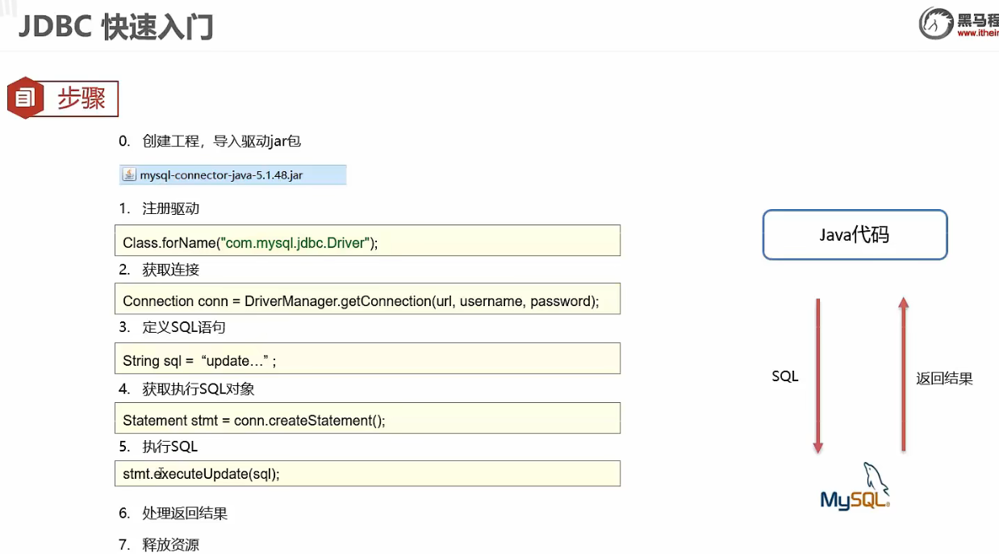 JDBC 快速入门
黑马程
www.ithei
步骤
0. 创建工程，导入驱动jar包
mysql-connector-java-5.1.48.jar
1. 注册驱动
Class.forName("com.mysql.jdbc.Driver");
2. 获取连接
Connection conn = DriverManager.getConnection(url, username, password);
3. 定义SQL语句
String sql = “update…” ;
4. 获取执行SQL对象
Statement stmt = conn.createStatement();
5. 执行SQL
stmt.executeUpdate(sql);
6. 处理返回结果
7. 释放资源
Java代码
SQL
返回结果
MySQL®